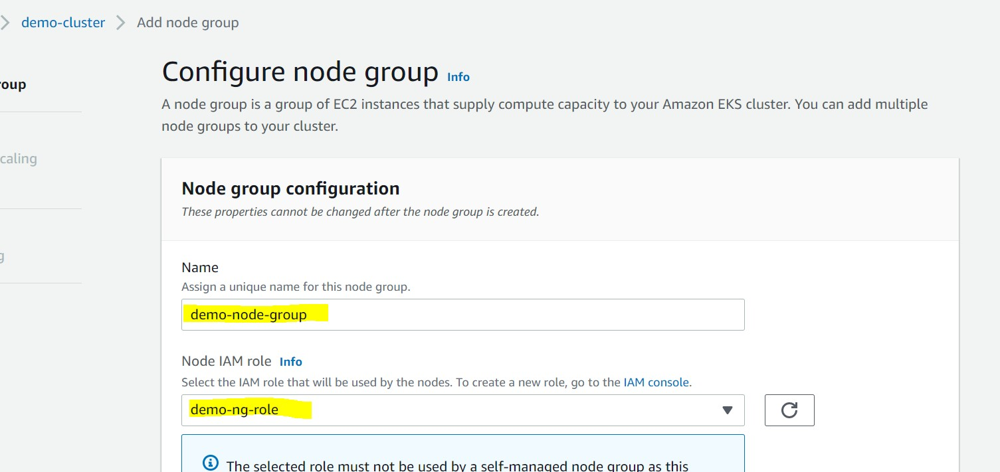 demo-cluster Add node group
Configure node group Info
roup
A node group is a group of EC2 instances that supply compute capacity to your Amazon EKS cluster. You can add multiple
node groups to your cluster.
caling
Node group configuration
These properties cannot be changed after the node group is created.
g
Name
Assign a unique name for this node group.
demo-node-group
Node IAM role Info
Select the IAM role that will be used by the nodes. To create a new role, go to the IAM console.
demo-ng-role
The selected role must not be used by a self-managed node group as this